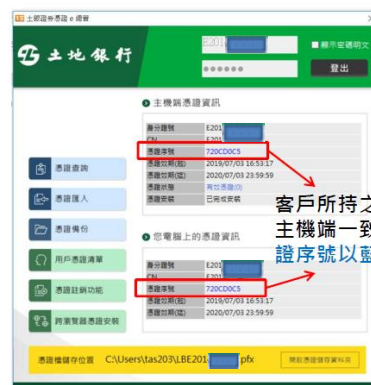 土銀證券憑證 e 總管
土地銀行
E201
顯示密碼明文
******
登出
主機端憑證資訊
身分證號 E201
CN E201
憑證序號 720CD0C5
憑證效期(起) 2019/07/03 16:53:17
憑證效期(迄) 2020/07/03 23:59:59
憑證狀態 有效憑證(0)
憑證安裝 已完成安裝
憑證查詢
憑證匯入
憑證備份
用戶憑證清單
憑證註銷功能
跨瀏覽器憑證安裝
客戶所持之
主機端一致
證序號以藍
您電腦上的憑證資訊
身分證號 E201
CN E201
憑證序號 720CD0C5
憑證效期(起) 2019/07/03 16:53:17
憑證效期(迄) 2020/07/03 23:59:59
憑證檔儲存位置 C:\Users\tas203\LBE201 pfx
開啟憑證儲存資料夾